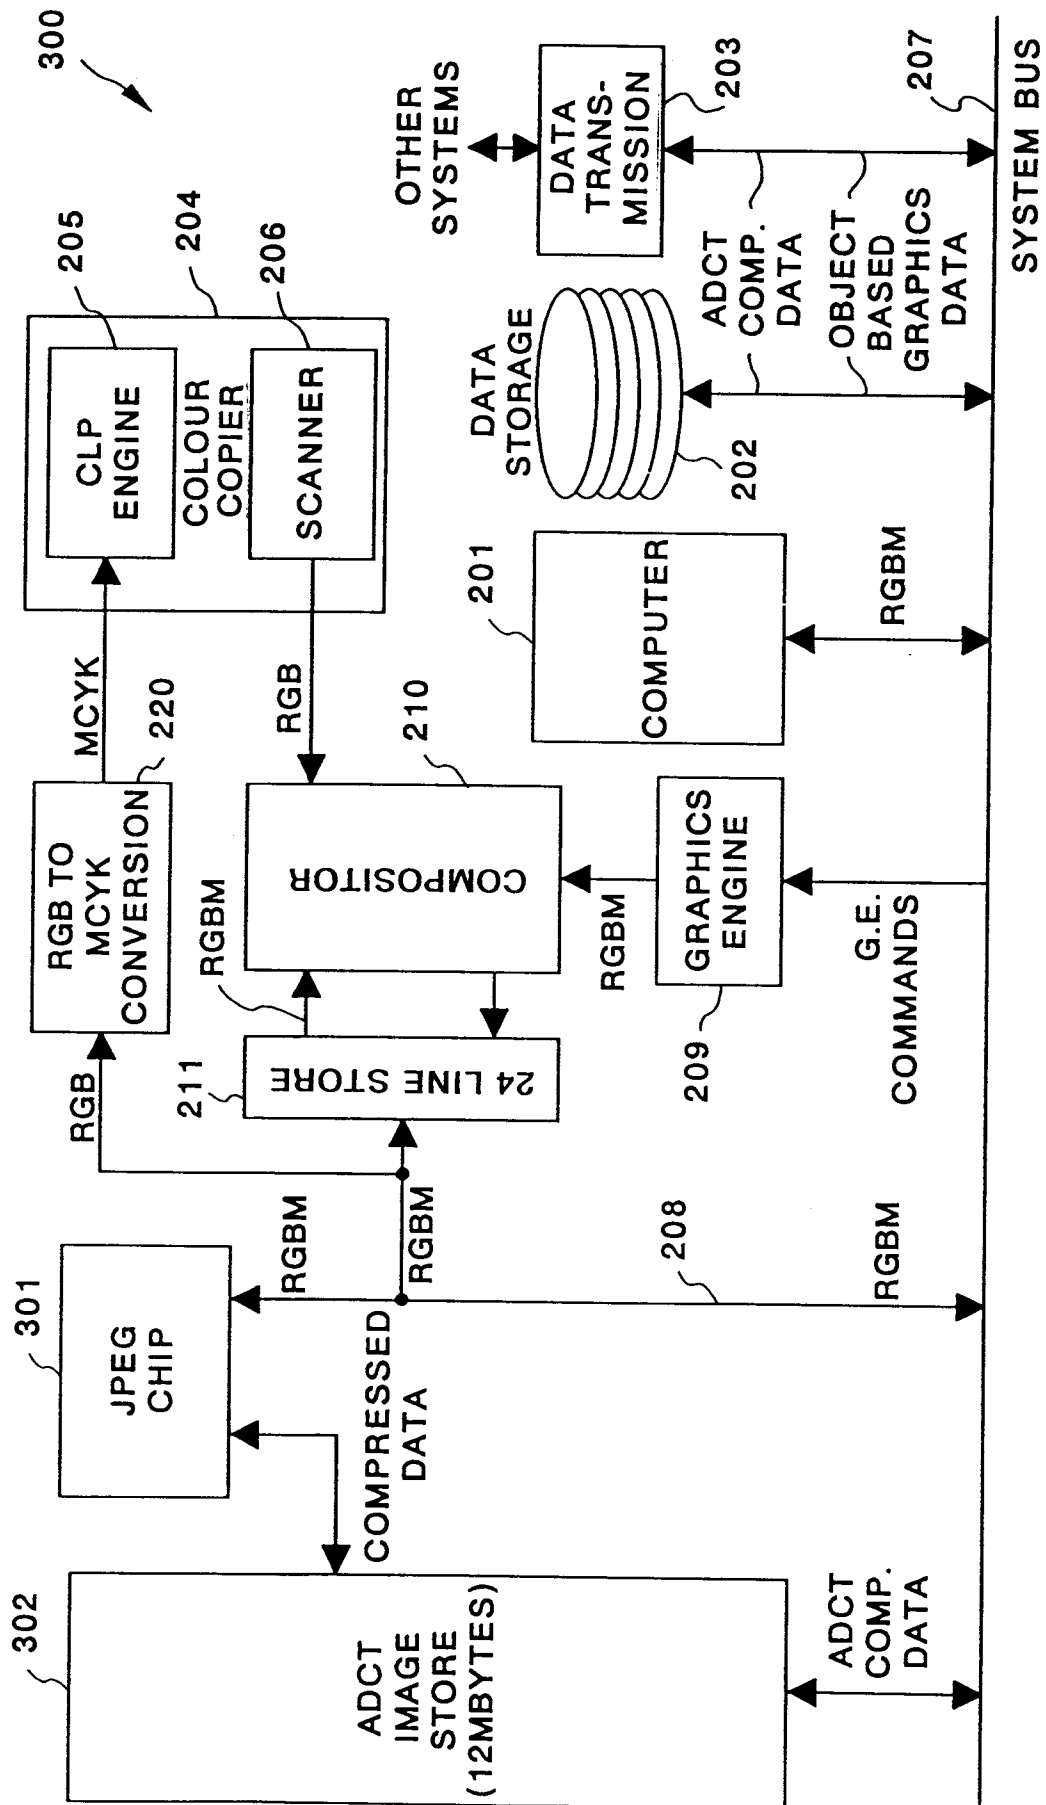 300
302
301
JPEG
CHIP
ADCT
IMAGE
STORE
(12MBYTES)
COMPRESSED
DATA
RGBM
RGBM
RGB
RGB TO
MCYK
CONVERSION
220
MCYK
205
CLP
ENGINE
204
COLOUR
COPIER
206
SCANNER
RGB
211
24 LINE STORE
RGBM
COMPOSITOR
210
RGBM
GRAPHICS
ENGINE
209
G.E.
COMMANDS
201
COMPUTER
RGBM
DATA
STORAGE
202
OTHER
SYSTEMS
DATA
TRANS-
MISSION
203
ADCT
COMP.
DATA
OBJECT
BASED
GRAPHICS
DATA
208
RGBM
ADCT
COMP.
DATA
207
SYSTEM BUS